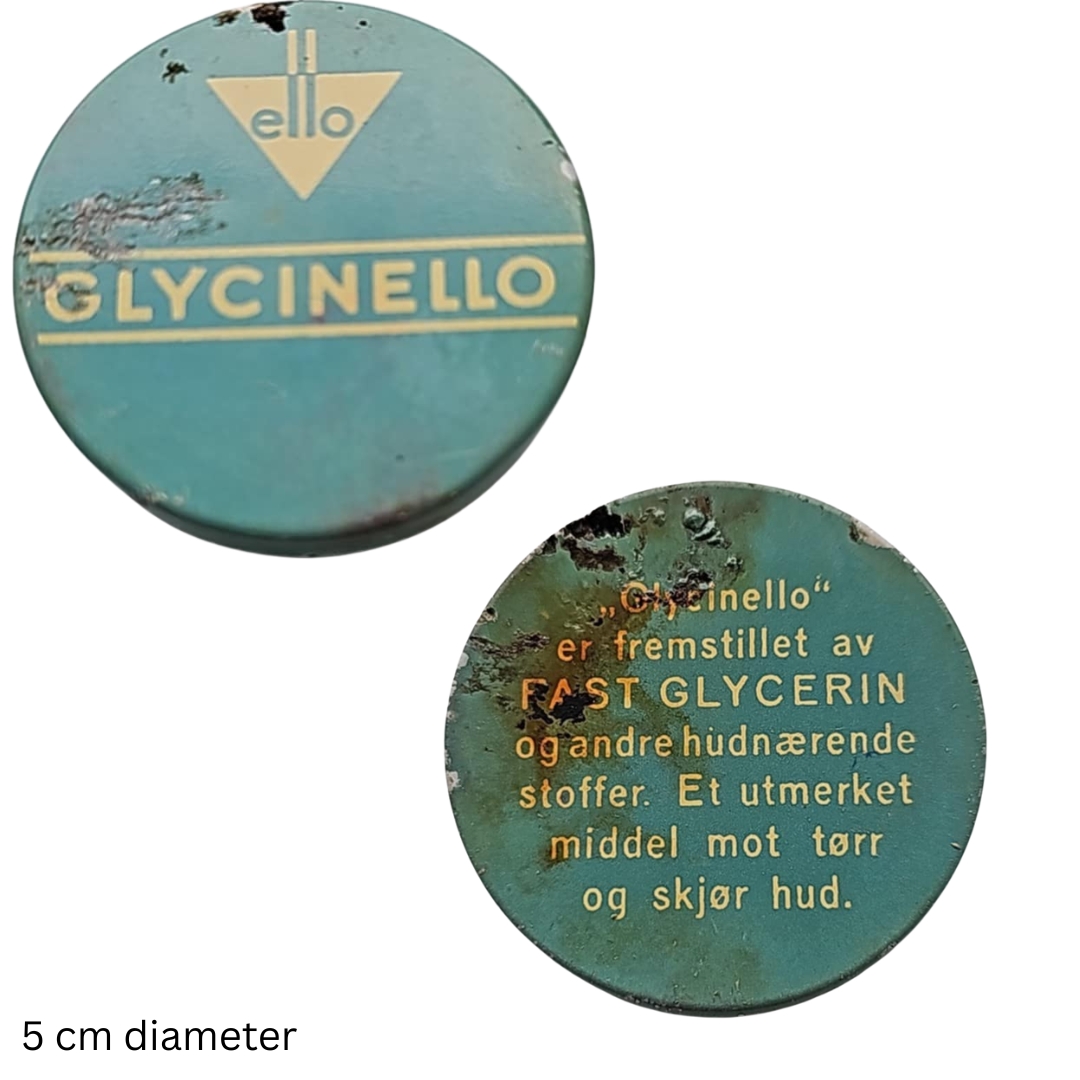 ello
GLYCINELLO
„Glycinello“
er fremstillet av
FAST GLYCERIN
og andre hudnærende
stoffer. Et utmerket
middel mot tørr
og skjør hud.
5 cm diameter